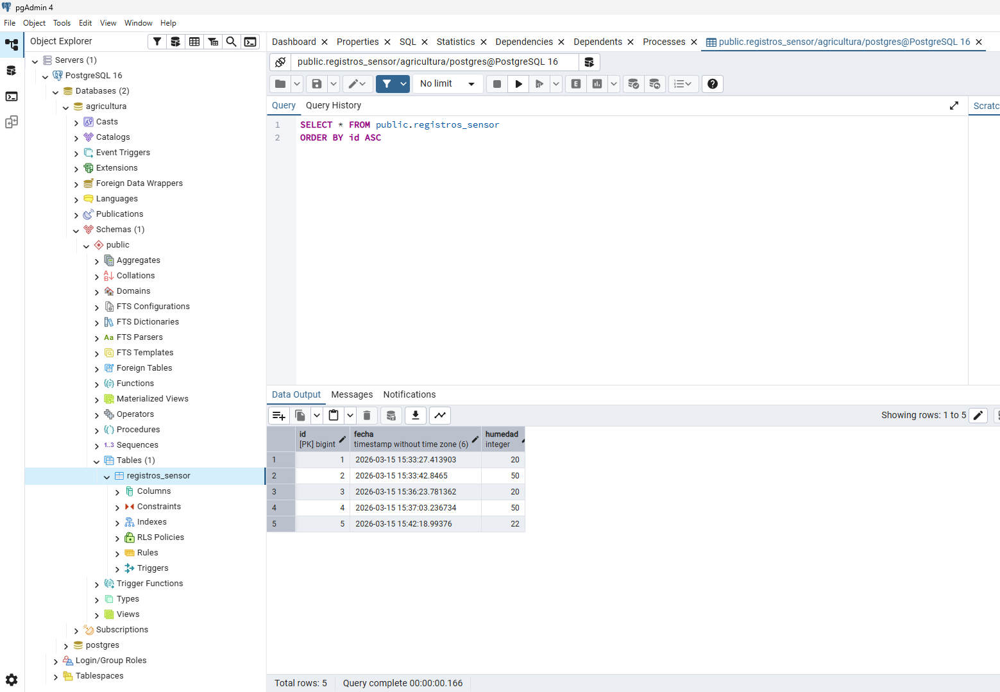 pgAdmin 4
File Object Tools Edit View Window Help
Object Explorer
Servers (1)
PostgreSQL 16
Databases (2)
agricultura
Casts
Catalogs
Event Triggers
Extensions
Foreign Data Wrappers
Languages
Publications
Schemas (1)
public
Aggregates
Collations
Domains
FTS Configurations
FTS Dictionaries
Aa FTS Parsers
FTS Templates
Foreign Tables
Functions
Materialized Views
Operators
Procedures
1..3 Sequences
Tables (1)
registros_sensor
Columns
Constraints
Indexes
RLS Policies
Rules
Triggers
Trigger Functions
Types
Views
Subscriptions
postgres
Login/Group Roles
Tablespaces
Dashboard Properties SQL Statistics Dependencies Dependents Processes public.registros_sensor/agricultura/postgres@PostgreSQL 16
public.registros_sensor/agricultura/postgres@PostgreSQL 16
No limit E
Query Query History Scratc
1 SELECT * FROM public.registros_sensor
2 ORDER BY id ASC
Data Output Messages Notifications
Showing rows: 1 to 5
id fecha humedad
[PK] bigint timestamp without time zone (6) integer
1 1 2026-03-15 15:33:27.413903 20
2 2 2026-03-15 15:33:42.8465 50
3 3 2026-03-15 15:36:23.781362 20
4 4 2026-03-15 15:37:03.236734 50
5 5 2026-03-15 15:42:18.99376 22
Total rows: 5 Query complete 00:00:00.166